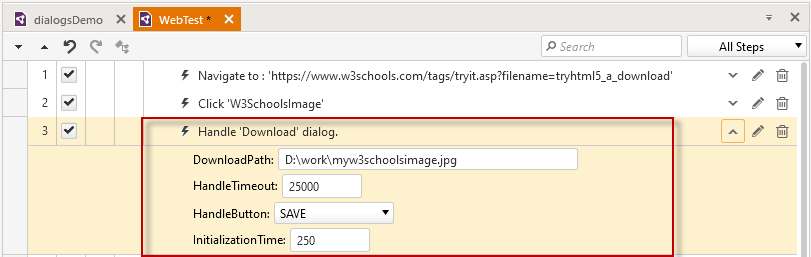 dialogsDemo WebTest *
Search All Steps
1 Navigate to : 'https://www.w3schools.com/tags/tryit.asp?filename=tryhtml5_a_download'
2 Click 'W3SchoolsImage'
3 Handle 'Download' dialog.
DownloadPath: D:\work\myw3schoolsimage.jpg
HandleTimeout: 25000
HandleButton: SAVE
InitializationTime: 250